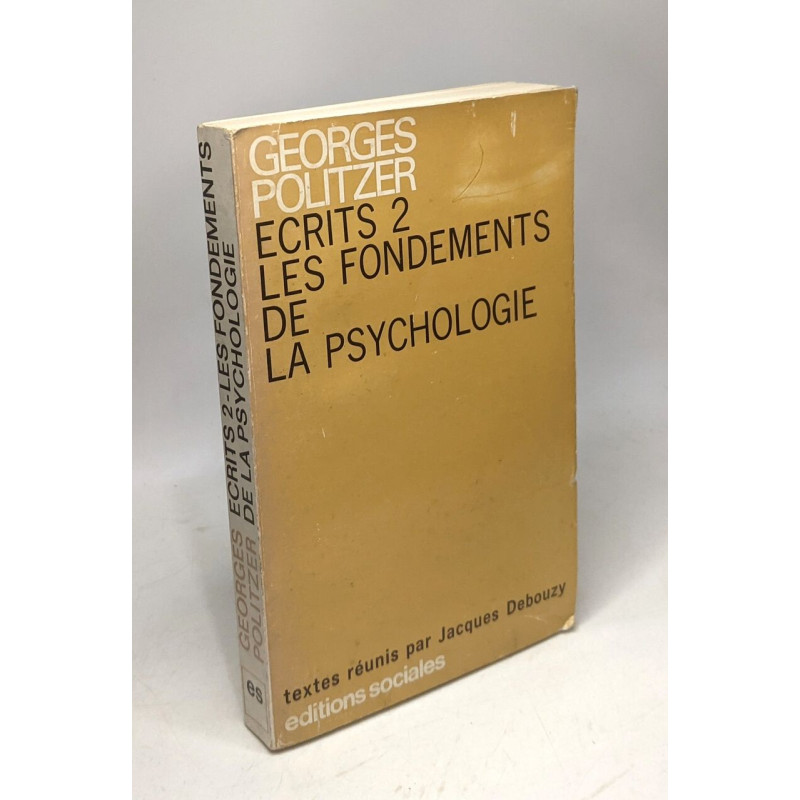 GEORGES
POLITZER
ECRITS 2
LES FONDEMENTS
DE
LA PSYCHOLOGIE
textes réunis par Jacques Debouzy
editions sociales
GEORGES
POLITZER
ECRITS 2-LES FONDEMENTS
DE LA PSYCHOLOGIE
es